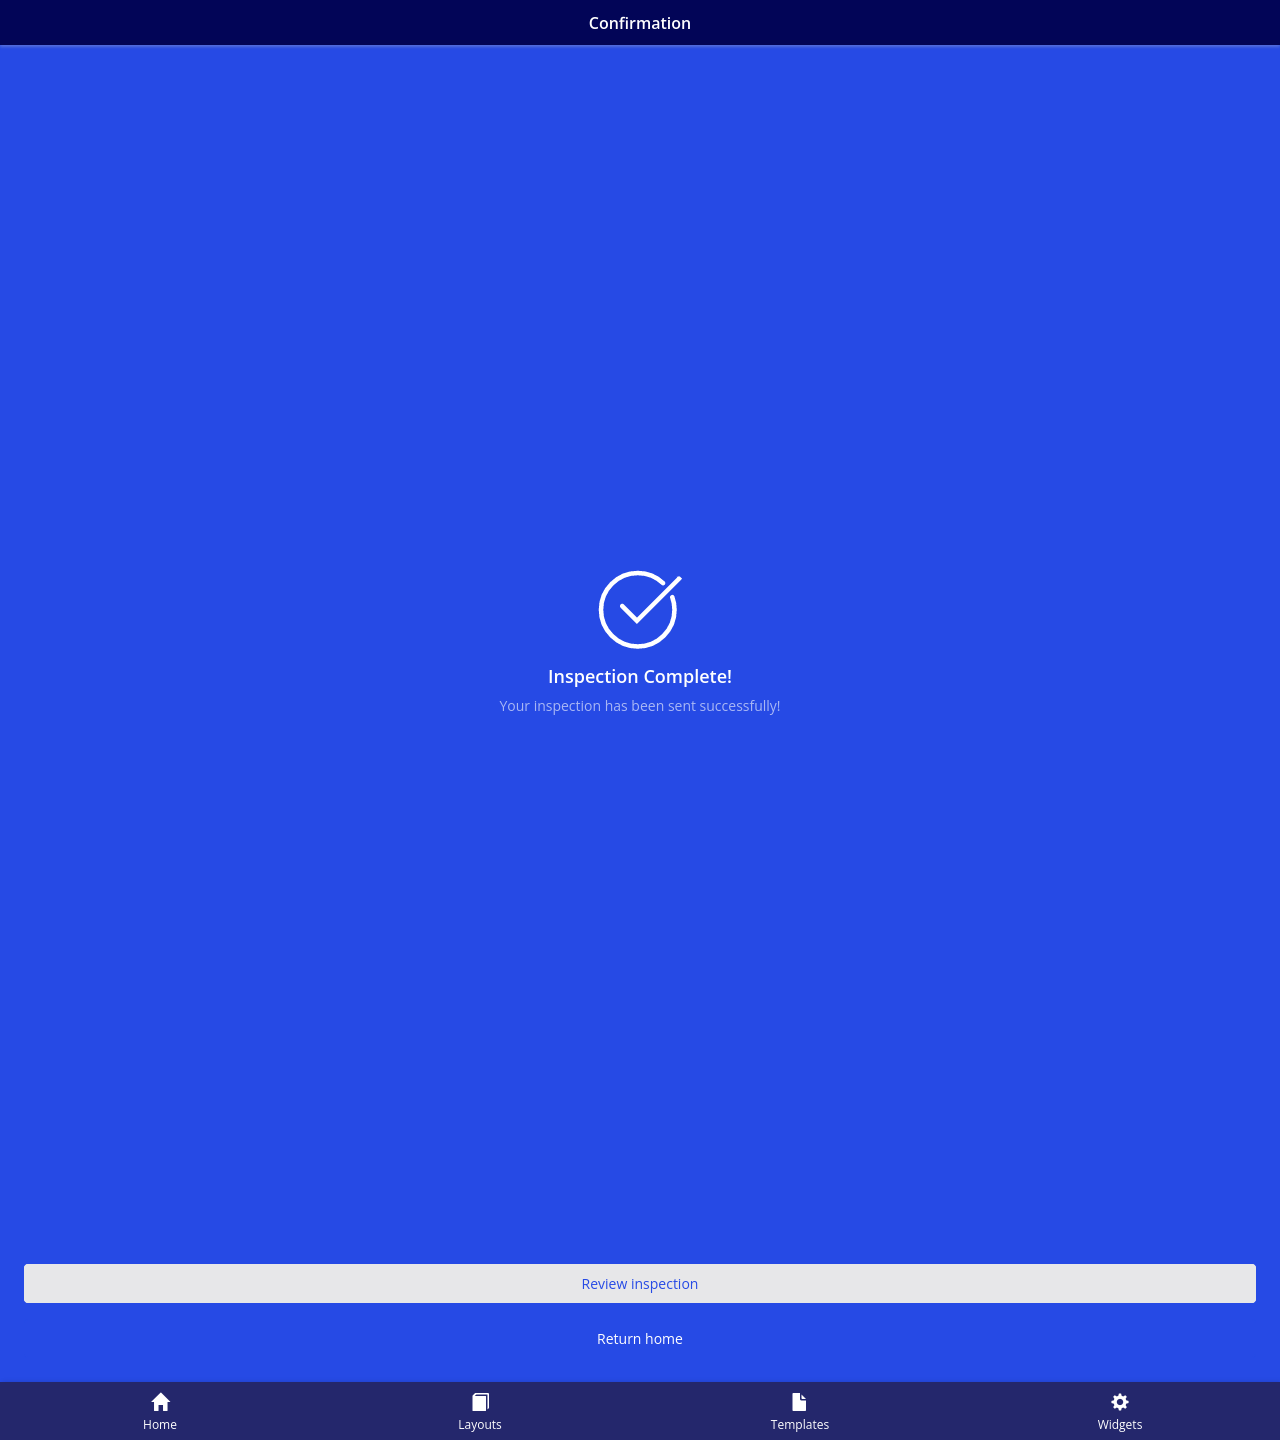 Confirmation
Inspection Complete!
Your inspection has been sent successfully!
Review inspection
Return home
Home
Layouts
Templates
Widgets